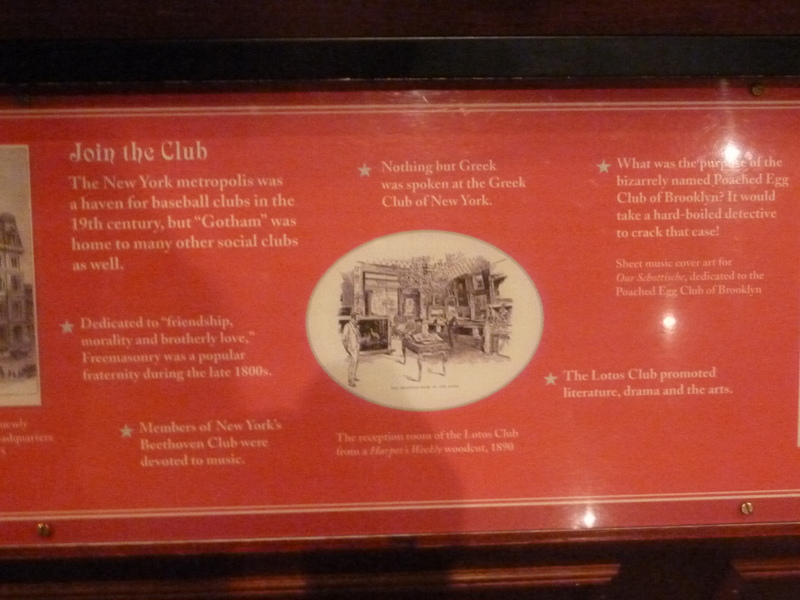 Join the Club
The New York metropolis was
a haven for baseball clubs in the
19th century, but "Gotham" was
home to many other social clubs
as well.
Dedicated to "friendship,
morality and brotherly love,"
Freemasonry was a popular
fraternity during the late 1800s.
Members of New York's
Beethoven Club were
devoted to music.
Nothing but Greek
was spoken at the Greek
Club of New York.
The reception room of the Lotos Club
from a Harper's Weekly woodcut, 1890
What was the purpose of the
bizarrely named Poached Egg
Club of Brooklyn? It would
take a hard-boiled detective
to crack that case!
Sheet music cover art for
Our Schottische, dedicated to the
Poached Egg Club of Brooklyn
The Lotos Club promoted
literature, drama and the arts.